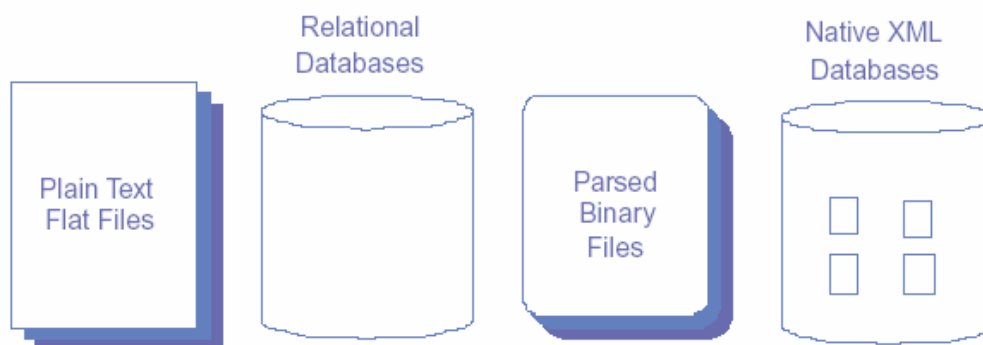 Relational
Databases
Native XML
Databases
Plain Text
Flat Files
Parsed
Binary
Files